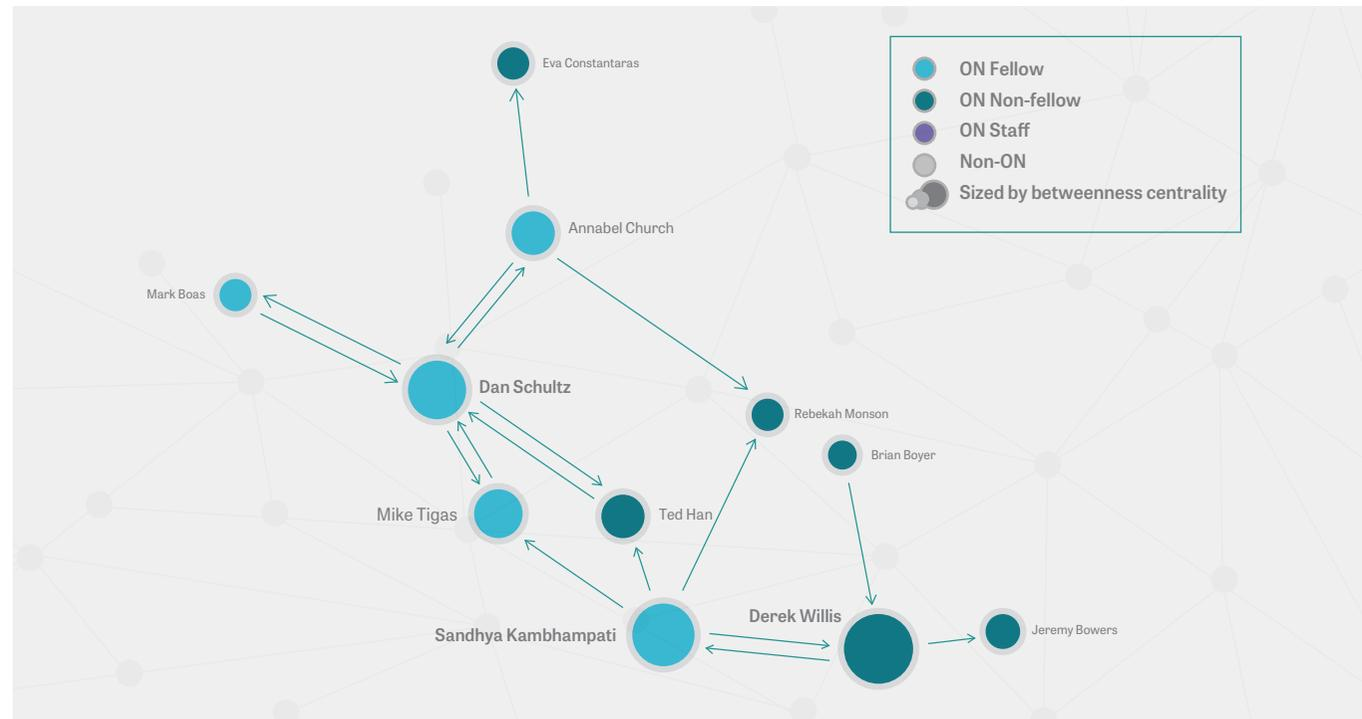 Eva Constantaras
ON Fellow
ON Non-fellow
ON Staff
Non-ON
Sized by betweenness centrality
Annabel Church
Mark Boas
Dan Schultz
Rebekah Monson
Brian Boyer
Mike Tigas
Ted Han
Derek Willis
Sandhya Kambhampati
Jeremy Bowers